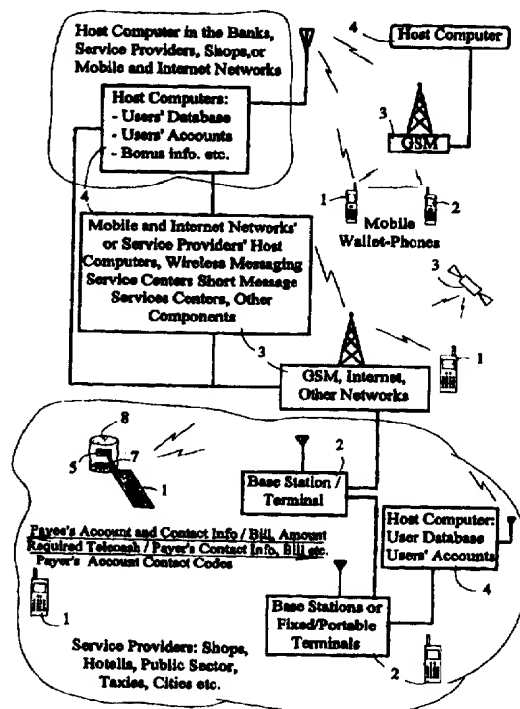 Host Computer in the Banks,
Service Providers, Shops,or
Mobile and Internet Networks
Host Computers:
- Users' Database
- Users' Accounts
- Bonus info. etc.
4
4
Host Computer
3
GSM
1
2
Mobile
Wallet-Phones
Mobile and Internet Networks'
or Service Providers' Host
Computers, Wireless Messaging
Service Centers Short Message
Services Centers, Other
Components
3
3
1
GSM, Internet,
Other Networks
8
5
7
1
2
Base Station /
Terminal
Host Computer:
User Database
Users' Accounts
4
Payee's Account and Contact Info / Bill, Amount
Required Telecash / Payer's Contact Info, Bill etc.
Payer's Account Contact Codes
1
Base Stations or
Fixed/Portable
Terminals
2
Service Providers: Shops,
Hotells, Public Sector,
Taxies, Cities etc.